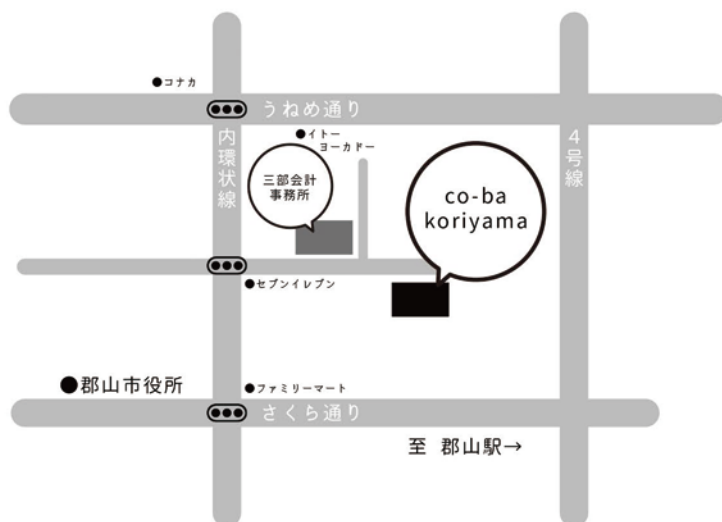 ●コナカ
うねめ通り
●イトー
ヨーカドー
内環状線
4号線
三部会計
事務所
co-ba
koriyama
●セブンイレブン
●郡山市役所
●ファミリーマート
さくら通り
至 郡山駅→